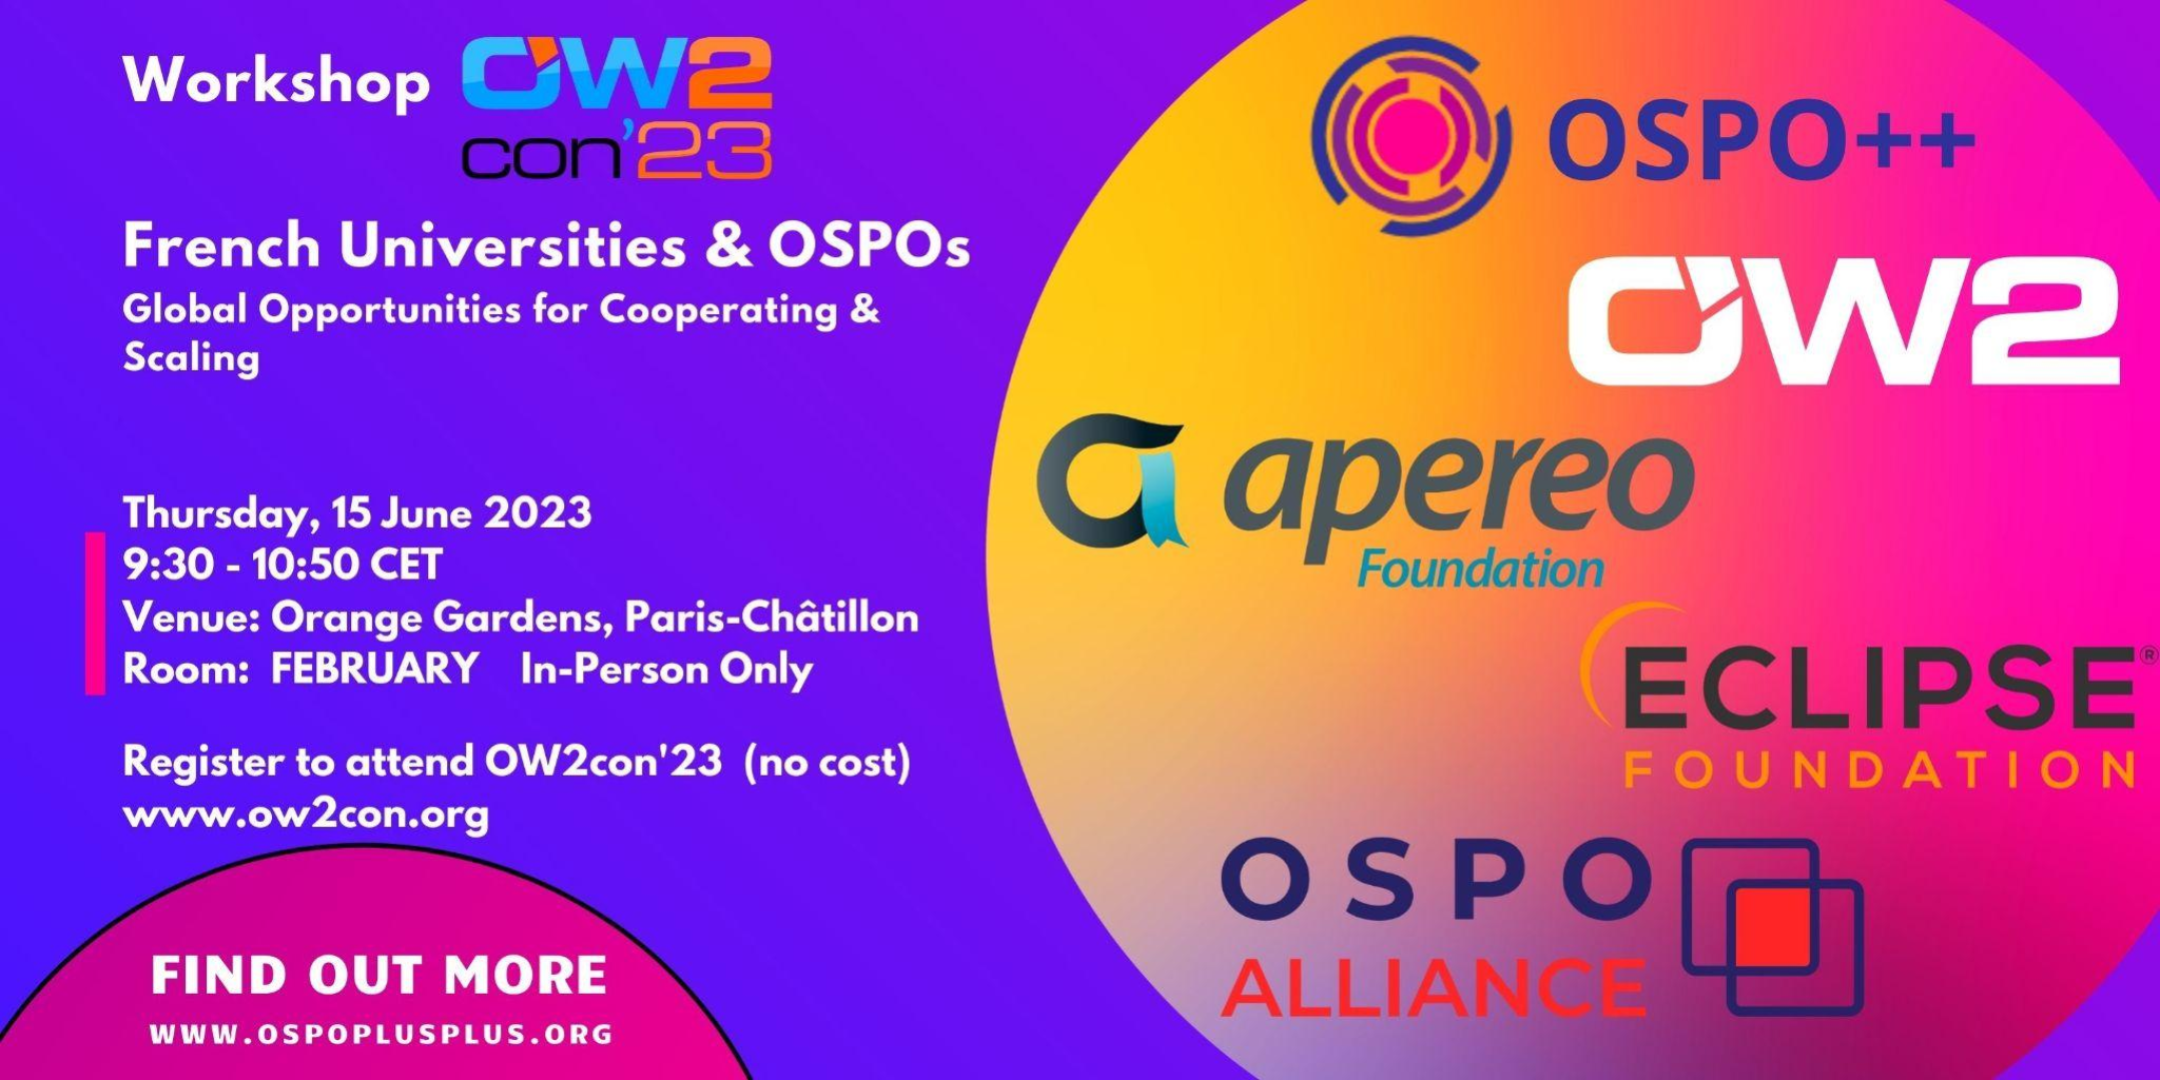 Workshop OW2
con'23
French Universities & OSPOs
Global Opportunities for Cooperating &
Scaling
Thursday, 15 June 2023
9:30 - 10:50 CET
Venue: Orange Gardens, Paris-Châtillon
Room: FEBRUARY In-Person Only
Register to attend OW2con'23 (no cost)
www.ow2con.org
FIND OUT MORE
WWW.OSPOPLUSPLUS.ORG
OSPO++
OW2
apereo
Foundation
ECLIPSE®
FOUNDATION
OSPO
ALLIANCE